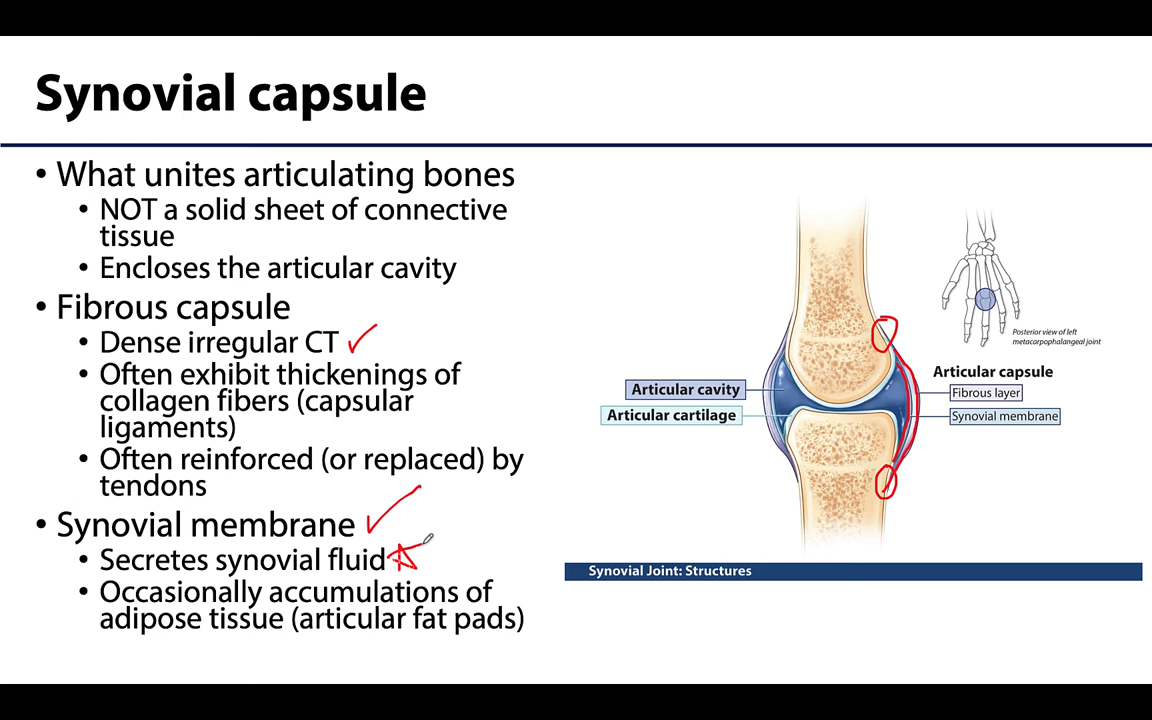 Synovial capsule
• What unites articulating bones
• NOT a solid sheet of connective
tissue
• Encloses the articular cavity
• Fibrous capsule
• Dense irregular CT
• Often exhibit thickenings of
collagen fibers (capsular
ligaments)
• Often reinforced (or replaced) by
tendons
• Synovial membrane
• Secretes synovial fluid
• Occasionally accumulations of
adipose tissue (articular fat pads)
Posterior view of left
metacarpophalangeal joint
Articular capsule
Fibrous layer
Synovial membrane
Articular cavity
Articular cartilage
Synovial Joint: Structures